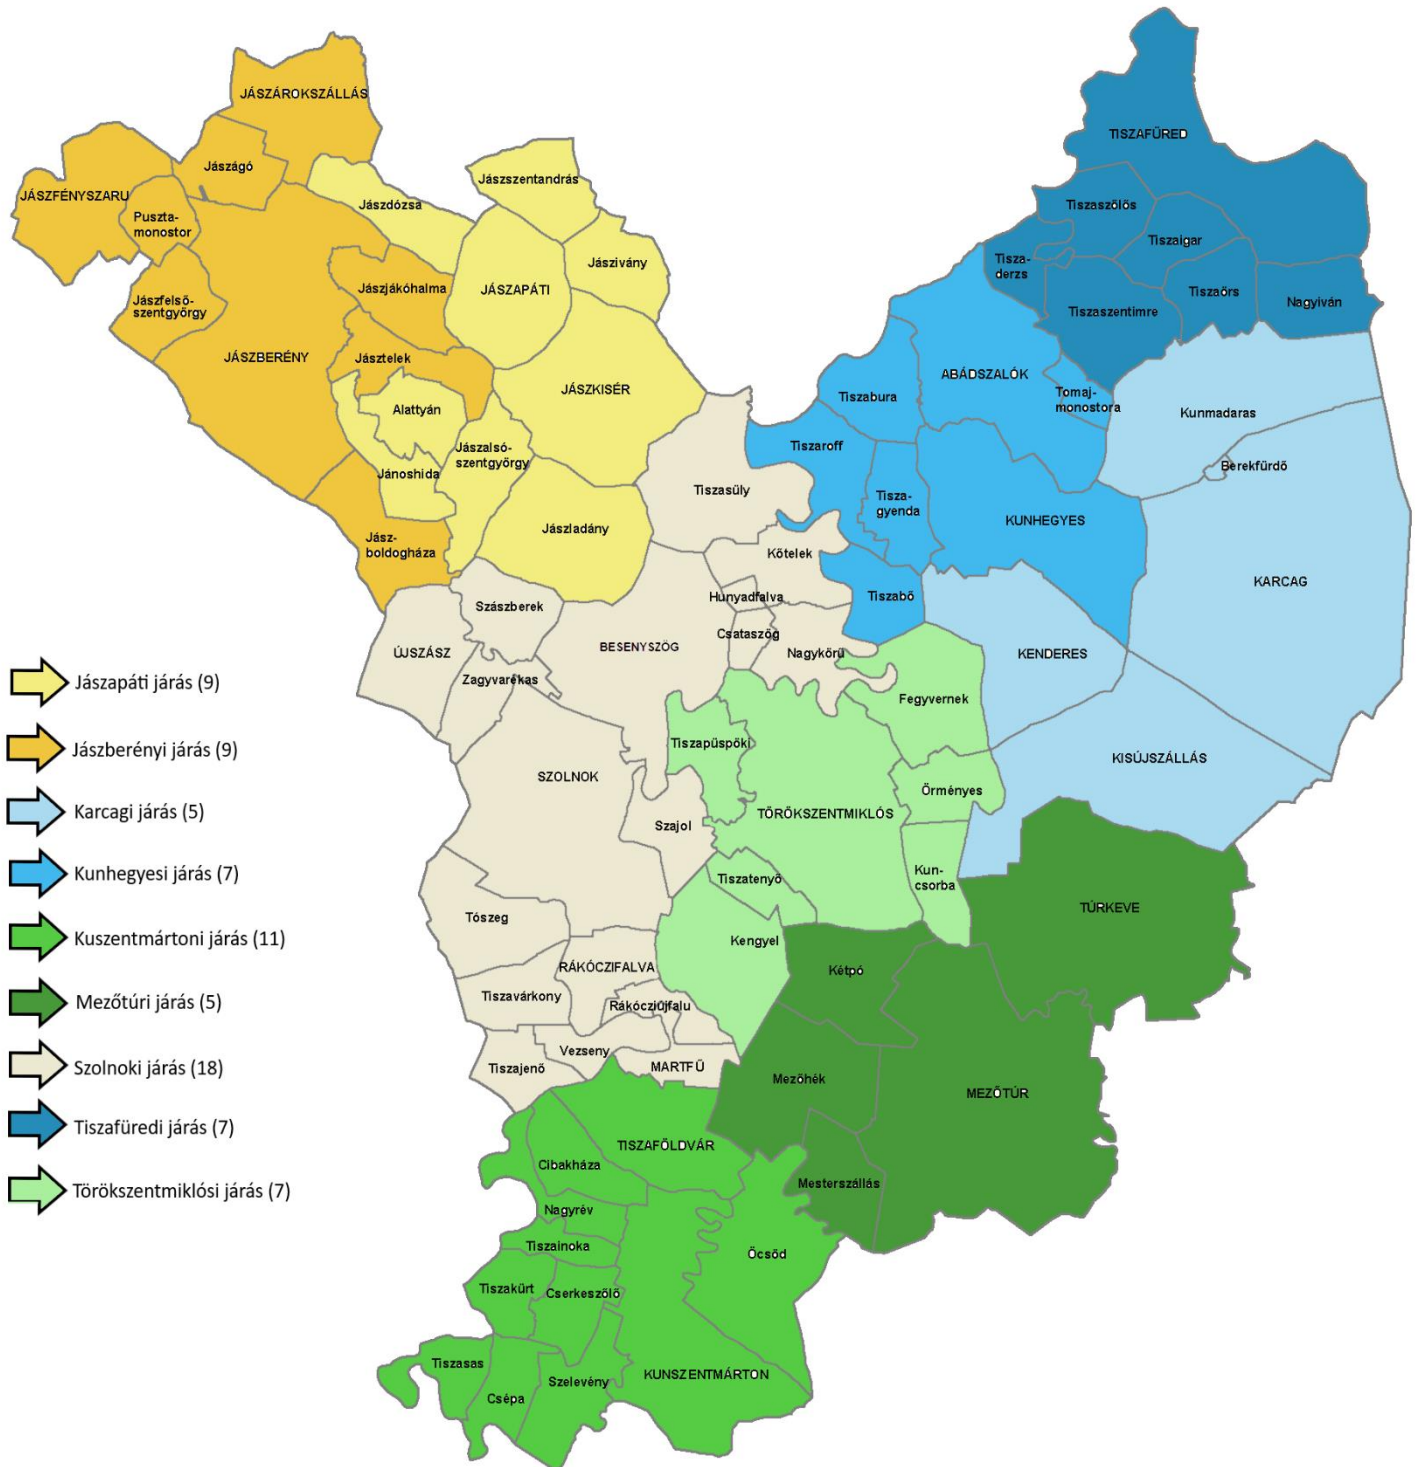 JÁSZÁROKSZÁLLÁS
Jászágó
JÁSZFÉNYSZARU
Puszta-
monostor
Jászfelső-
szentgyörgy
JÁSZBERÉNY
Jászdózsa
Jászjákóhalma
Jásztelek
Jászszentandrás
JÁSZAPÁTI
Jászivány
JÁSZKISÉR
Alattyán
Jánoshida
Jászalsó-
szentgyörgy
Jászladány
Jász-
boldogháza
TISZAFÜRED
Tiszaszőlős
Tiszaigar
Tisza-
derzs
Tiszaörs
Nagyiván
Tiszaszentimre
ABÁDSZALÓK
Tomaj-
monostora
Tiszabura
Tiszaroff
Tisza-
gyenda
KUNHEGYES
Tiszabő
Kunmadaras
Berekfürdő
KARCAG
KENDERES
KISÚJSZÁLLÁS
Tiszasüly
Kőtelek
Hunyadfalva
Csataszög
Nagykörű
BESENYSZÖG
Szászberek
ÚJSZÁSZ
Zagyvarékas
SZOLNOK
Szajol
Tószeg
RÁKÓCZIFALVA
Tiszavárkony
Rákócziújfalu
Vezseny
Tiszajenő
MARTFŰ
Fegyvernek
Tiszapüspöki
TÖRÖKSZENTMIKLÓS
Örményes
Kun-
csorba
Tiszatenyő
Kengyel
TÚRKEVE
Kétpó
Mezőhék
MEZŐTÚR
Mesterszállás
TISZAFÖLDVÁR
Cibakháza
Nagyrév
Tiszainoka
Öcsöd
Tiszakürt
Cserkeszőlő
Tiszasas
Csépa
Szelevény
KUNSZENTMÁRTON
Jászapáti járás (9)
Jászberényi járás (9)
Karcagi járás (5)
Kunhegyesi járás (7)
Kuszentmártoni járás (11)
Mezőtúri járás (5)
Szolnoki járás (18)
Tiszafüredi járás (7)
Törökszentmiklósi járás (7)